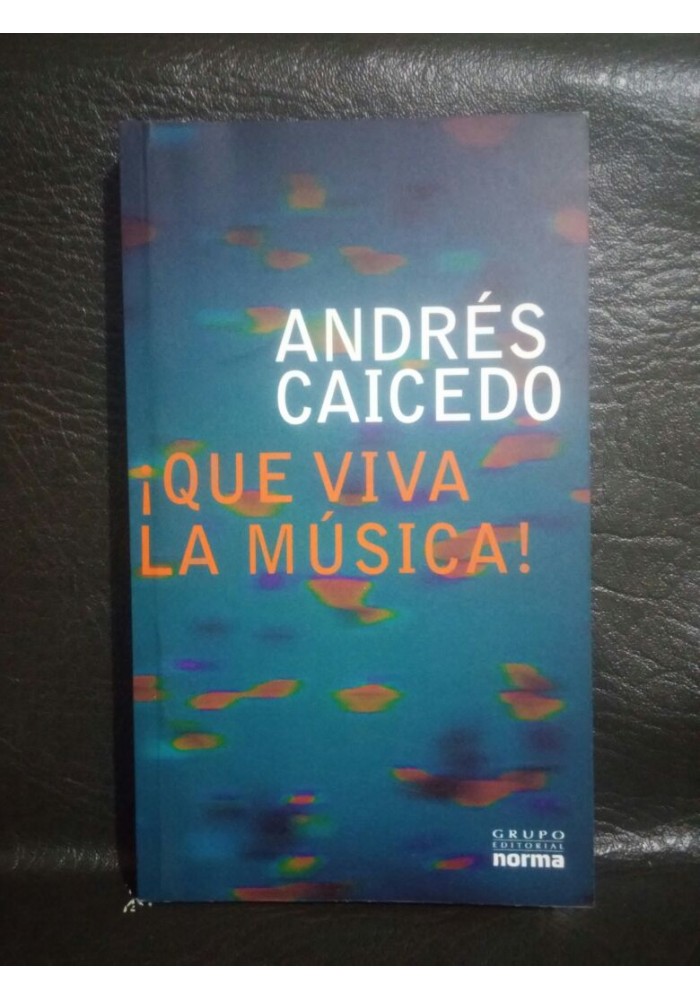 ANDRÉS
CAICEDO
¡QUE VIVA
LA MÚSICA!
GRUPO
EDITORIAL
norma